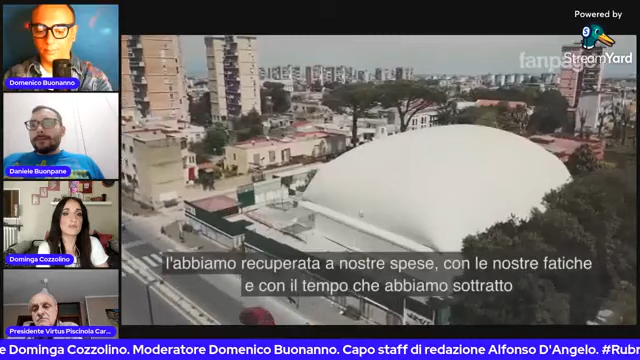 Powered by
StreamYard
fanpa
Domenico Buonanno
Daniele Buonpane
Dominga Cozzolino
Presidente Virtus Piscinola Car...
l'abbiamo recuperata a nostre spese, con le nostre fatiche
e con il tempo che abbiamo sottratto
e Dominga Cozzolino. Moderatore Domenico Buonanno. Capo staff di redazione Alfonso D'Angelo. #Rubr